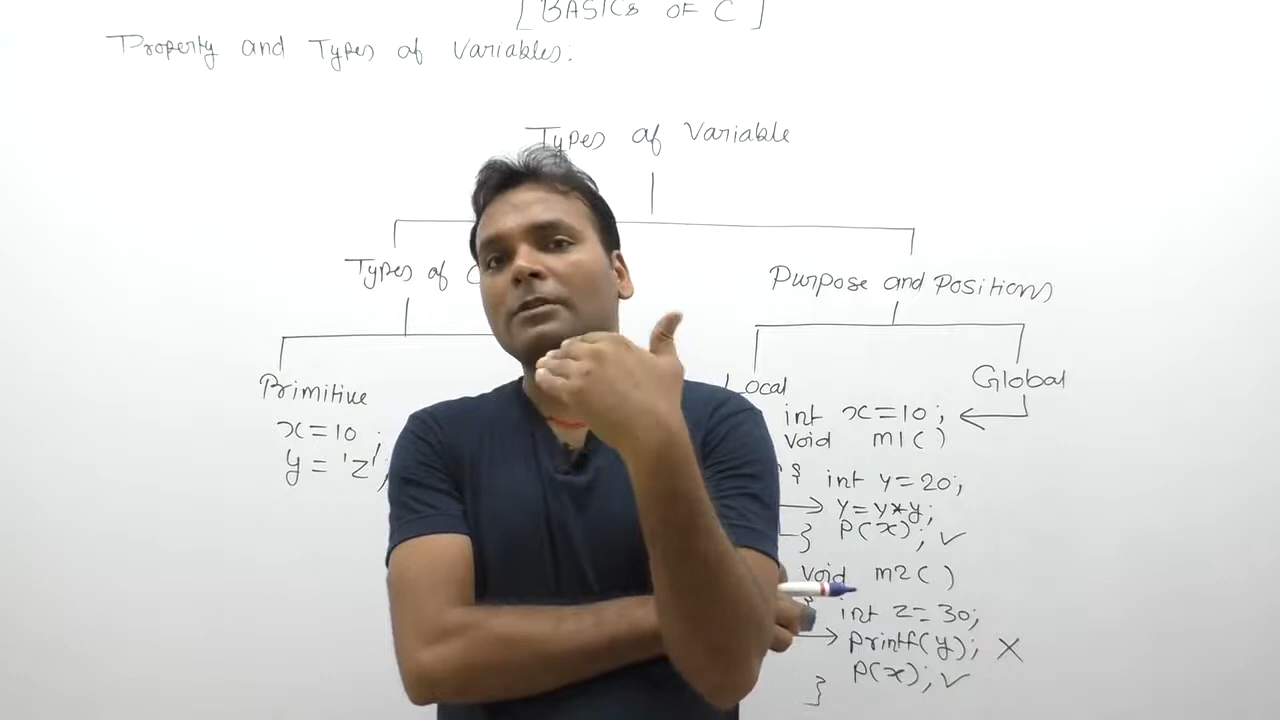 [ BASICS OF C ]
Property and Types of Variables:
Types of Variable
Types of
Purpose and Positions
Primitive
Local
Global
x=10 ;
y = 'Z' ;
int x=10;
void m1( )
{ int y=20;
y=y*y;
} P(x); ✓
void m2( )
{ int z=30;
printf(y); X
P(x); ✓
}